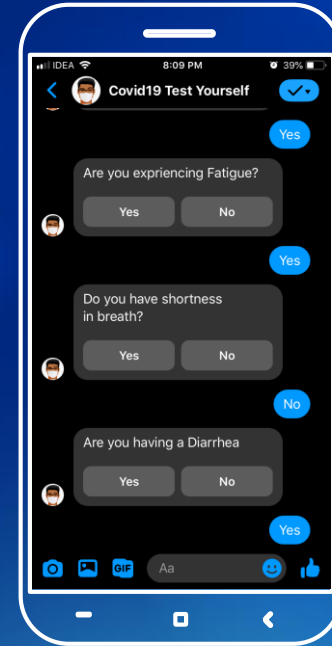 IDEA 8:09 PM 39%
Covid19 Test Yourself
Yes
Are you expriencing Fatigue?
Yes No
Yes
Do you have shortness
in breath?
Yes No
No
Are you having a Diarrhea
Yes No
Yes
GIF Aa